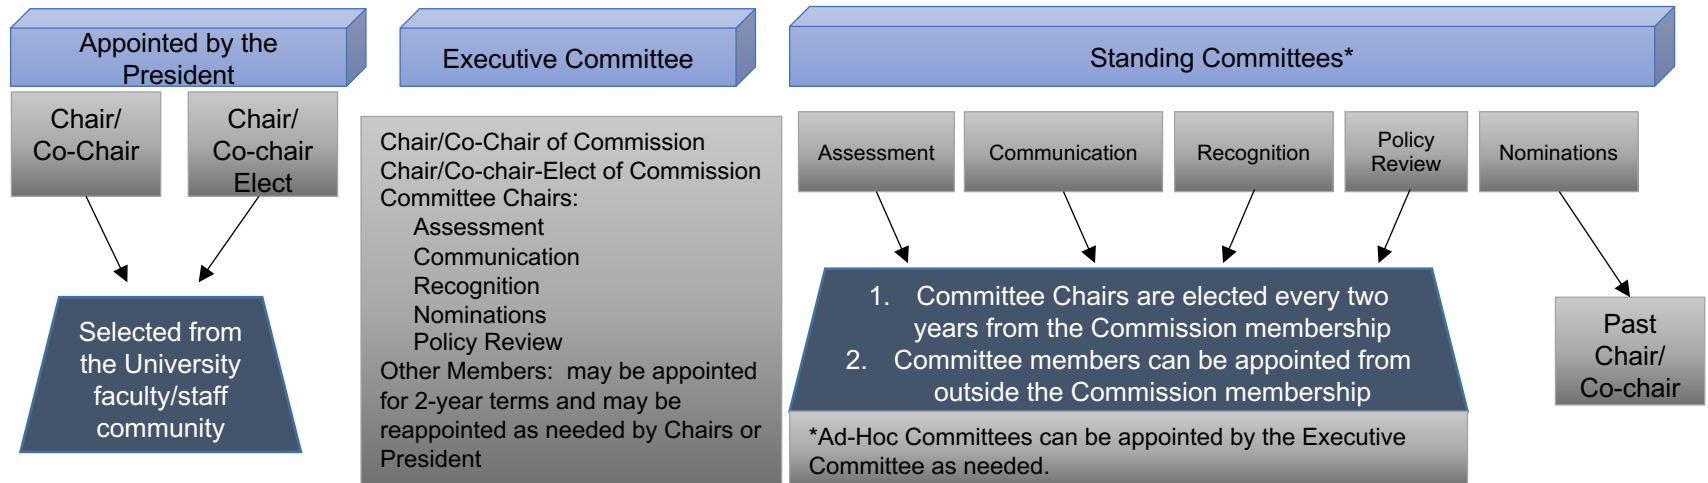 Appointed by the
President
Executive Committee
Standing Committees*
Chair/
Co-Chair
Chair/
Co-chair
Elect
Selected from
the University
faculty/staff
community
Chair/Co-Chair of Commission
Chair/Co-chair-Elect of Commission
Committee Chairs:
Assessment
Communication
Recognition
Nominations
Policy Review
Other Members:  may be appointed
for 2-year terms and may be
reappointed as needed by Chairs or
President
Assessment
Communication
Recognition
Policy
Review
Nominations
1. Committee Chairs are elected every two
years from the Commission membership
2. Committee members can be appointed from
outside the Commission membership
Past
Chair/
Co-chair
*Ad-Hoc Committees can be appointed by the Executive
Committee as needed.